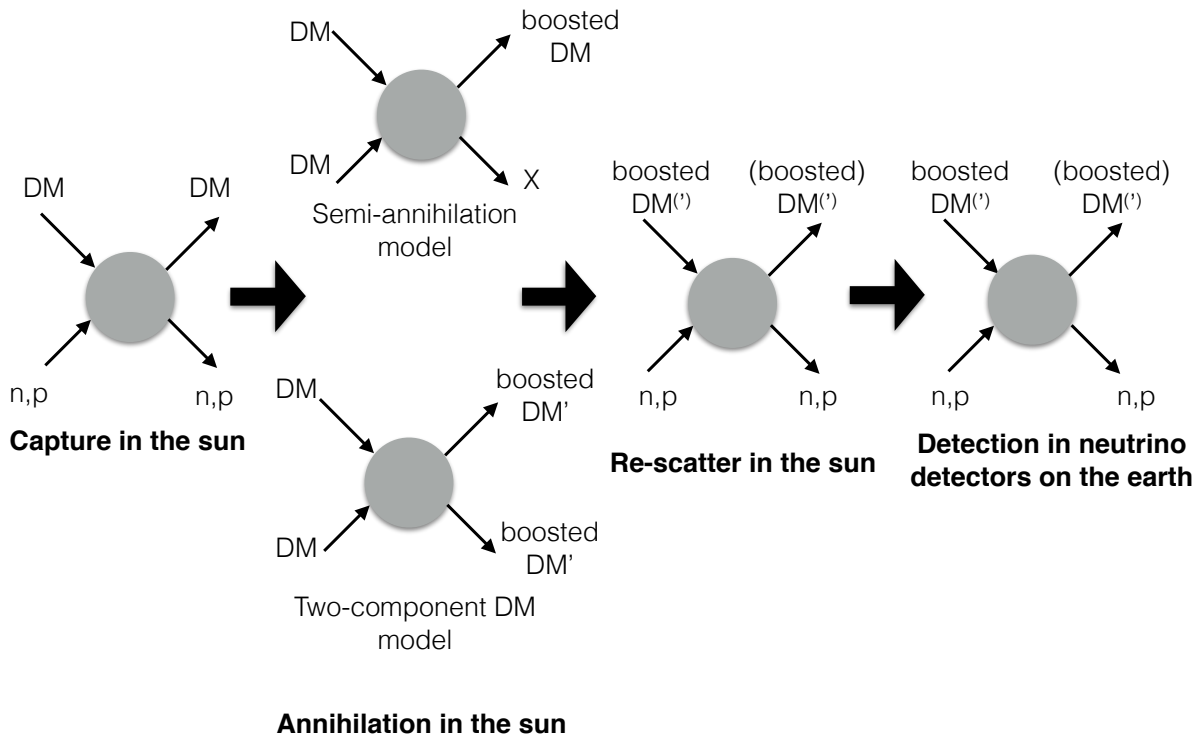 DM
DM
n,p
n,p
Capture in the sun
DM
boosted
DM
DM
X
Semi-annihilation
model
DM
boosted
DM'
DM
boosted
DM'
Two-component DM
model
Annihilation in the sun
boosted
DM(')
(boosted)
DM(')
n,p
n,p
Re-scatter in the sun
boosted
DM(')
(boosted)
DM(')
n,p
n,p
Detection in neutrino
detectors on the earth